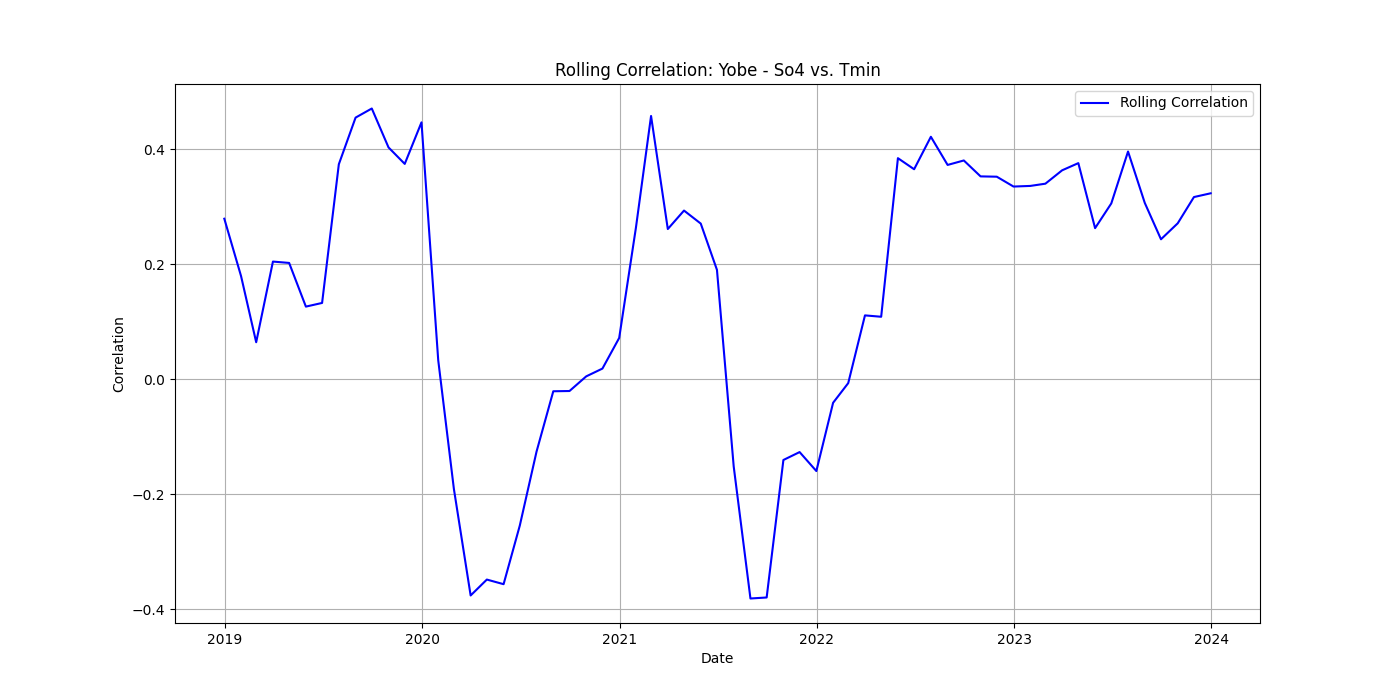 Rolling Correlation: Yobe - So4 vs. Tmin
Rolling Correlation
0.4
0.2
0.0
−0.2
−0.4
Correlation
2019 2020 2021 2022 2023 2024
Date